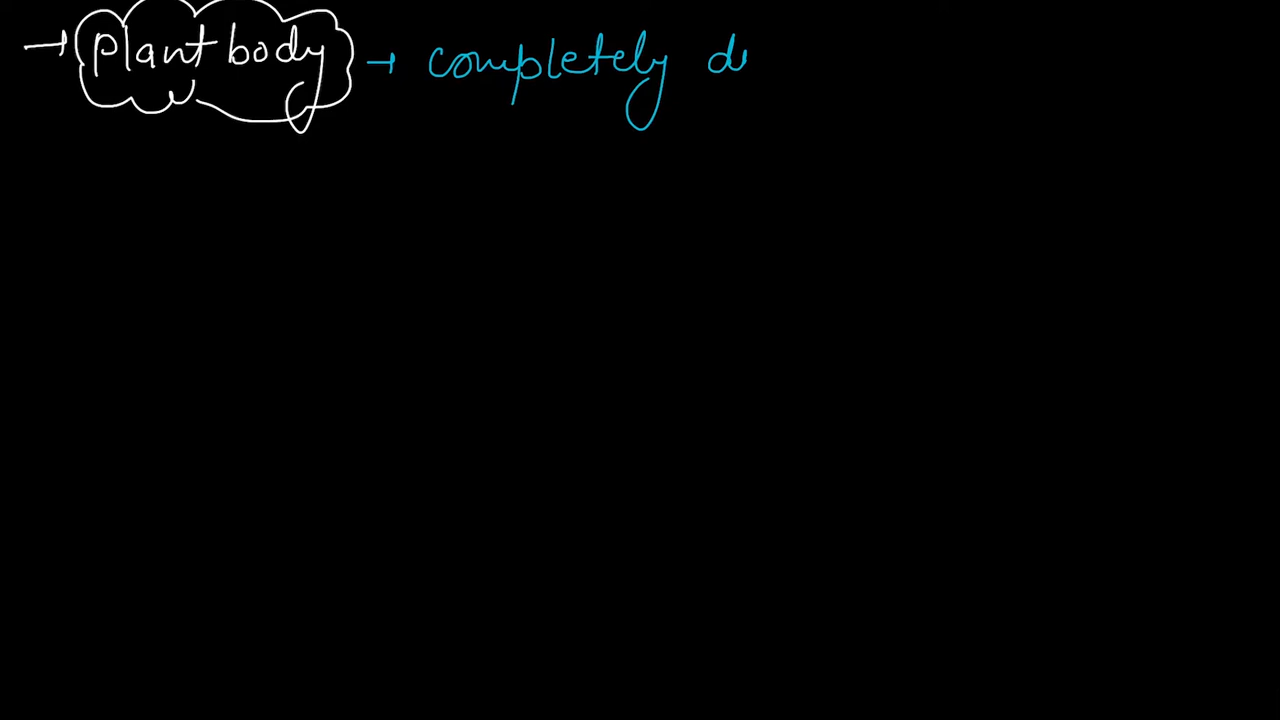 → plant body → completely d